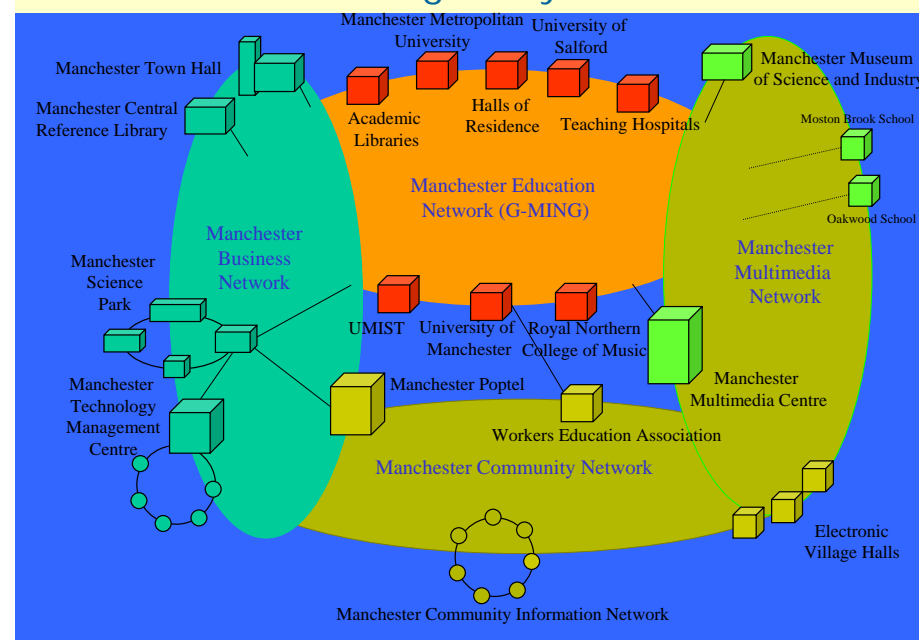 Manchester Metropolitan
University
University of
Salford
Manchester Town Hall
Manchester Museum
of Science and Industry
Manchester Central
Reference Library
Academic
Libraries
Halls of
Residence
Teaching Hospitals
Moston Brook School
Manchester Education
Network (G-MING)
Oakwood School
Manchester
Business
Network
Manchester
Multimedia
Network
Manchester
Science
Park
UMIST
University of
Manchester
Royal Northern
College of Music
Manchester
Technology
Management
Centre
Manchester Poptel
Manchester
Multimedia Centre
Workers Education Association
Manchester Community Network
Electronic
Village Halls
Manchester Community Information Network